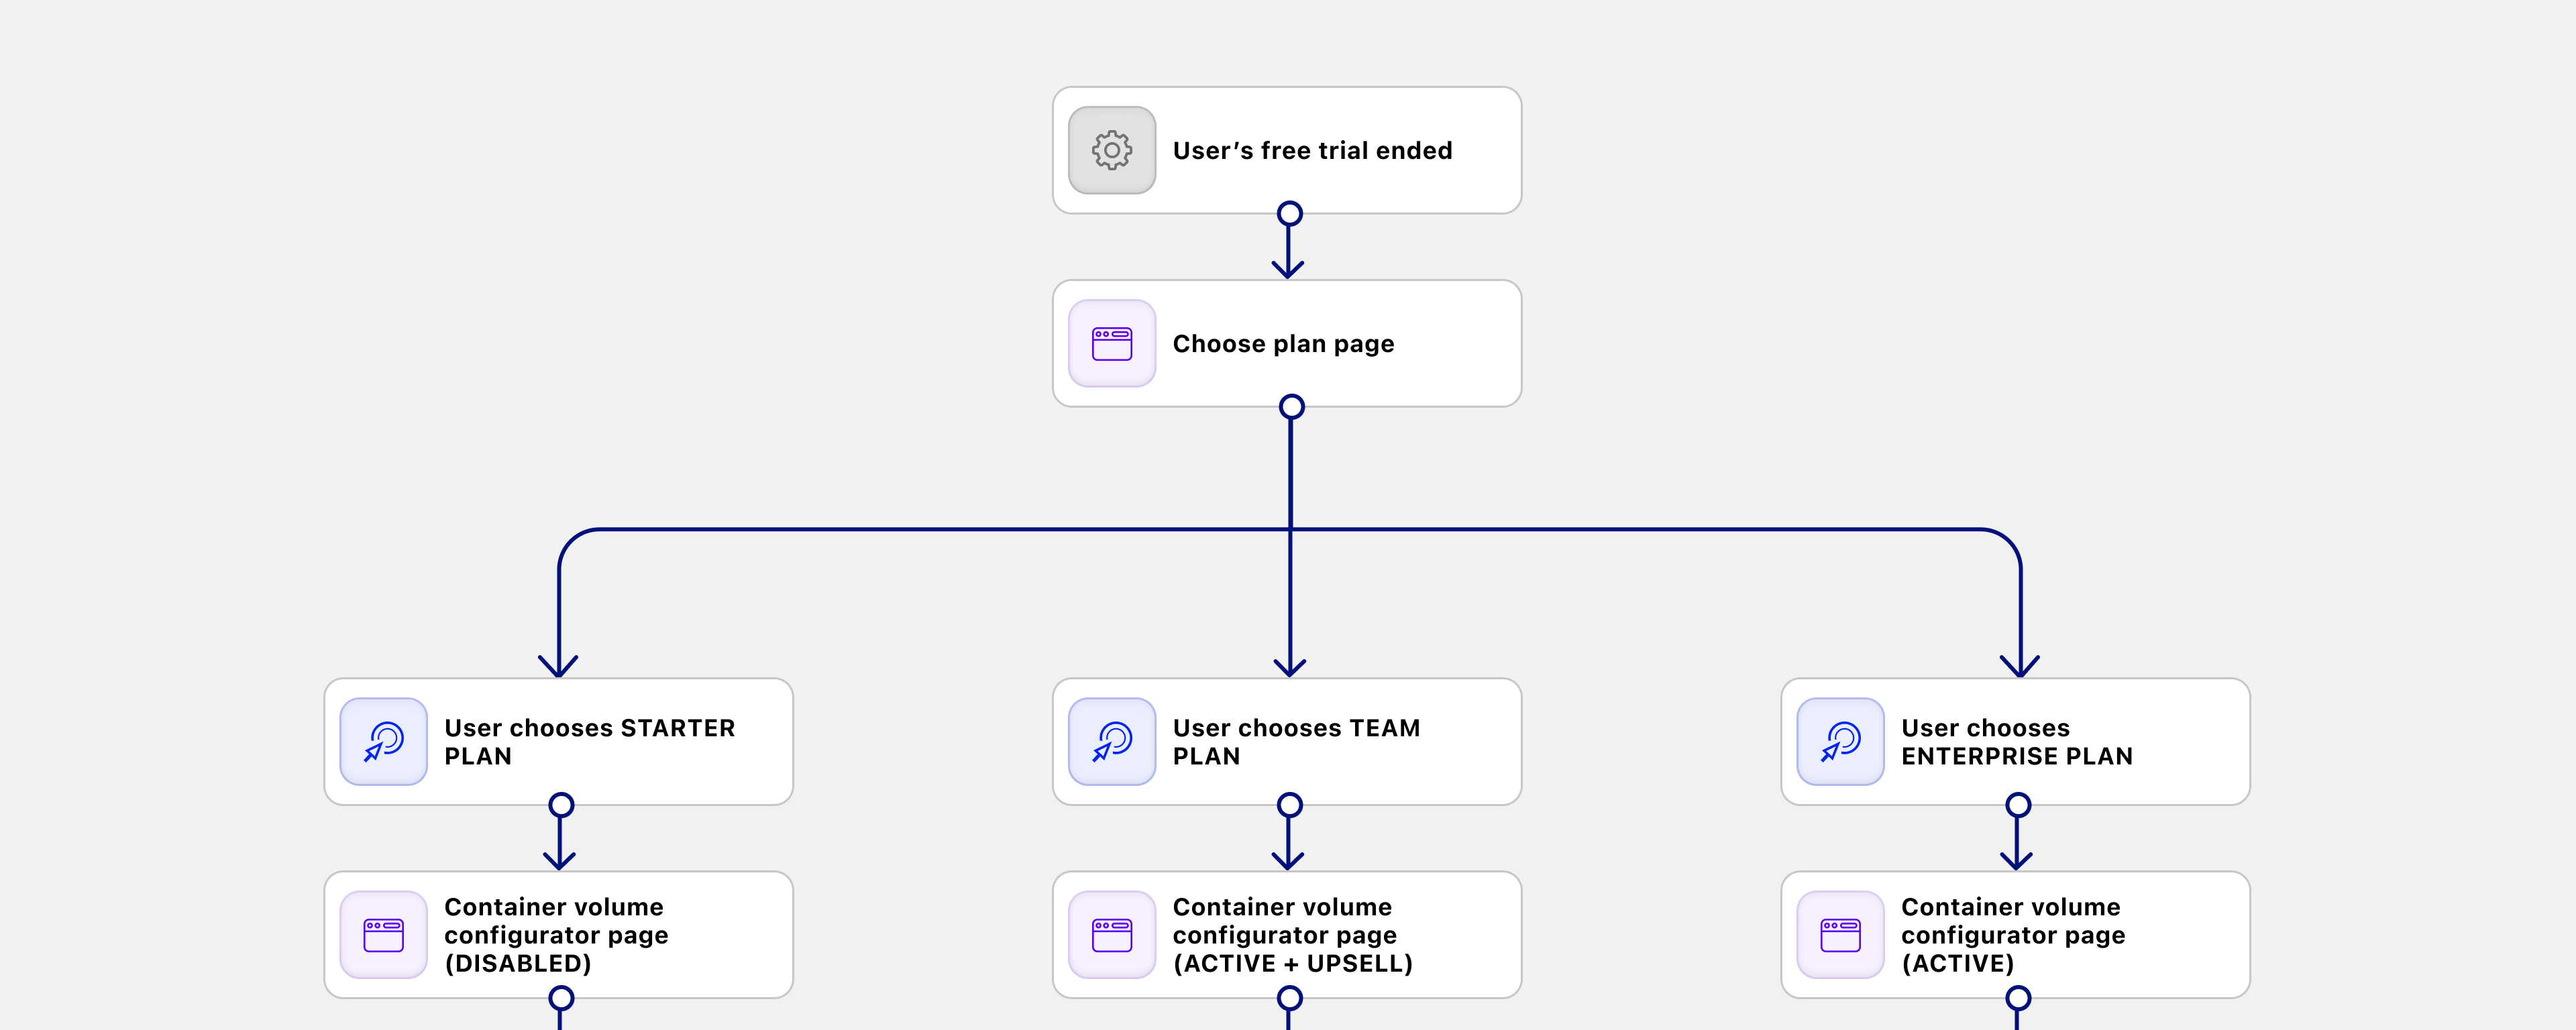 User’s free trial ended
Choose plan page
User chooses STARTER
PLAN
User chooses TEAM
PLAN
User chooses
ENTERPRISE PLAN
Container volume
configurator page
(DISABLED)
Container volume
configurator page
(ACTIVE + UPSELL)
Container volume
configurator page
(ACTIVE)